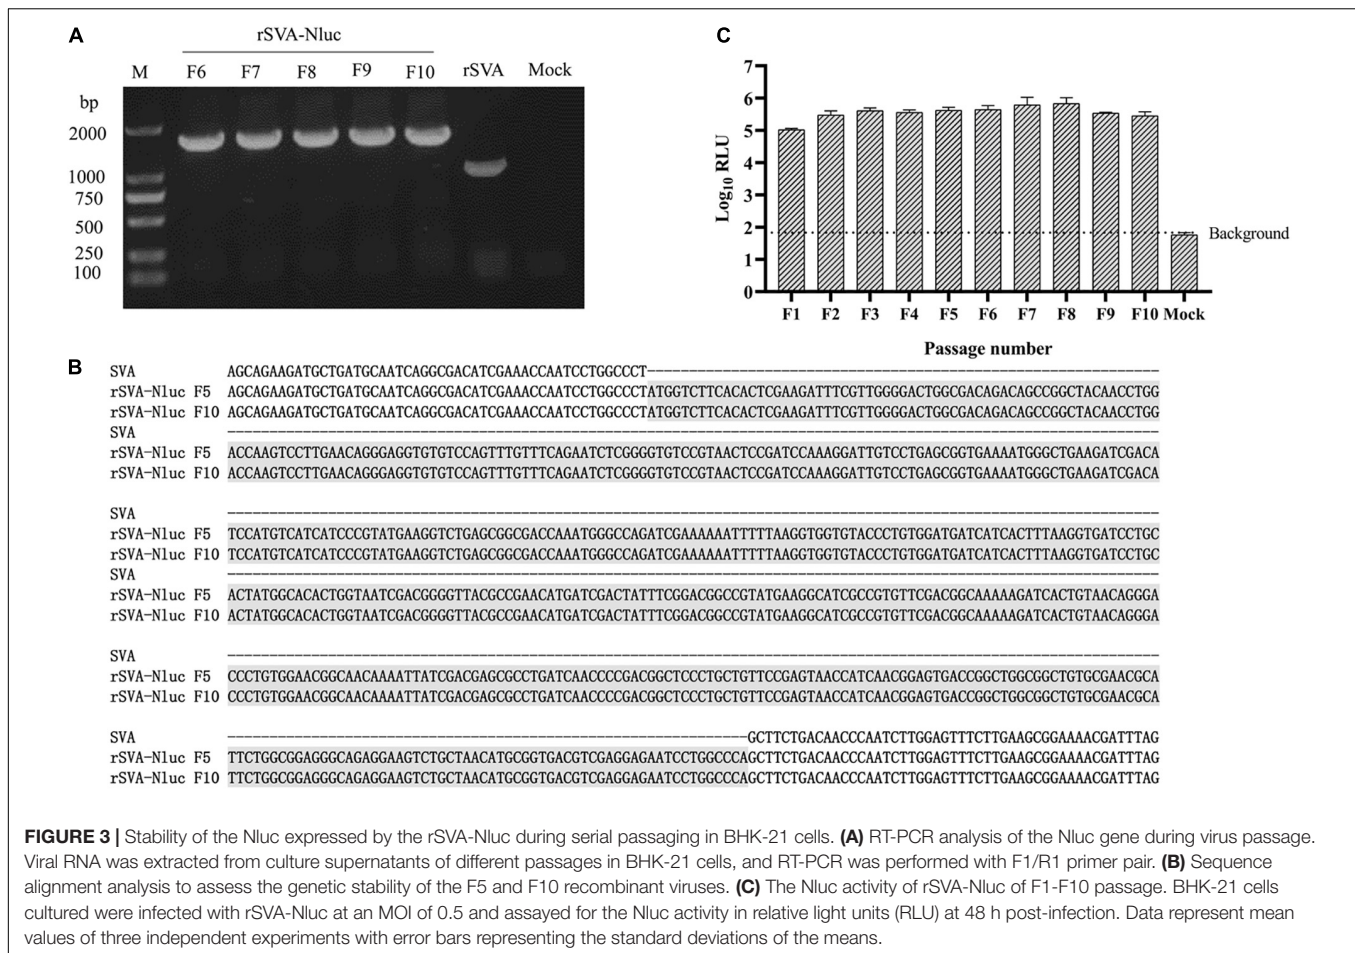 A
rSVA-Nluc
M F6 F7 F8 F9 F10 rSVA Mock
bp
2000
1000
750
500
250
100
C
7
6
5
4
3
2
1
0
Log10 RLU
Background
F1 F2 F3 F4 F5 F6 F7 F8 F9 F10 Mock
Passage number
B
SVA AGCAGAAGATGCTGATGCAATCAGGCGACATCGAAACCAATCCTGGCCCT
rSVA-Nluc F5 AGCAGAAGATGCTGATGCAATCAGGCGACATCGAAACCAATCCTGGCCCTATGGTCTTCACACTCGAAGATTTCGTTGGGGACTGGCGACAGACAGCCGGCTACAACCTGG
rSVA-Nluc F10 AGCAGAAGATGCTGATGCAATCAGGCGACATCGAAACCAATCCTGGCCCTATGGTCTTCACACTCGAAGATTTCGTTGGGGACTGGCGACAGACAGCCGGCTACAACCTGG
SVA
rSVA-Nluc F5 ACCAAGTCCTTGAACAGGGAGGTGTGTCCAGTTTGTTTCAGAATCTCGGGGTGTCCGTAACTCCGATCCAAAGGATTGTCCTGAGCGGTGAAAATGGGCTGAAGATCGACA
rSVA-Nluc F10 ACCAAGTCCTTGAACAGGGAGGTGTGTCCAGTTTGTTTCAGAATCTCGGGGTGTCCGTAACTCCGATCCAAAGGATTGTCCTGAGCGGTGAAAATGGGCTGAAGATCGACA
SVA
rSVA-Nluc F5 TCCATGTCATCATCCCGTATGAAGGTCTGAGCGGCGACCAAATGGGCCAGATCGAAAAAATTTTTAAGGTGGTGTACCCTGTGGATGATCATCACTTTAAGGTGATCCTGC
rSVA-Nluc F10 TCCATGTCATCATCCCGTATGAAGGTCTGAGCGGCGACCAAATGGGCCAGATCGAAAAAATTTTTAAGGTGGTGTACCCTGTGGATGATCATCACTTTAAGGTGATCCTGC
SVA
rSVA-Nluc F5 ACTATGGCACACTGGTAATCGACGGGGTTACGCCGAACATGATCGACTATTTCGGACGGCCGTATGAAGGCATCGCCGTGTTCGACGGCAAAAAGATCACTGTAACAGGGA
rSVA-Nluc F10 ACTATGGCACACTGGTAATCGACGGGGTTACGCCGAACATGATCGACTATTTCGGACGGCCGTATGAAGGCATCGCCGTGTTCGACGGCAAAAAGATCACTGTAACAGGGA
SVA
rSVA-Nluc F5 CCCTGTGGAACGGCAACAAAATTATCGACGAGCGCCTGATCAACCCCGACGGCTCCCTGCTGTTCCGAGTAACCATCAACGGAGTGACCGGCTGGCGGCTGTGCGAACGCA
rSVA-Nluc F10 CCCTGTGGAACGGCAACAAAATTATCGACGAGCGCCTGATCAACCCCGACGGCTCCCTGCTGTTCCGAGTAACCATCAACGGAGTGACCGGCTGGCGGCTGTGCGAACGCA
SVA GCTTCTGACAACCCAATCTTGGAGTTTCTTGAAGCGGAAAACGATTTAG
rSVA-Nluc F5 TTCTGGCGGAGGGCAGAGGAAGTCTGCTAACATGCGGTGACGTCGAGGAGAATCCTGGCCCAGCTTCTGACAACCCAATCTTGGAGTTTCTTGAAGCGGAAAACGATTTAG
rSVA-Nluc F10 TTCTGGCGGAGGGCAGAGGAAGTCTGCTAACATGCGGTGACGTCGAGGAGAATCCTGGCCCAGCTTCTGACAACCCAATCTTGGAGTTTCTTGAAGCGGAAAACGATTTAG
FIGURE 3 | Stability of the Nluc expressed by the rSVA-Nluc during serial passaging in BHK-21 cells. (A) RT-PCR analysis of the Nluc gene during virus passage.
Viral RNA was extracted from culture supernatants of different passages in BHK-21 cells, and RT-PCR was performed with F1/R1 primer pair. (B) Sequence
alignment analysis to assess the genetic stability of the F5 and F10 recombinant viruses. (C) The Nluc activity of rSVA-Nluc of F1-F10 passage. BHK-21 cells
cultured were infected with rSVA-Nluc at an MOI of 0.5 and assayed for the Nluc activity in relative light units (RLU) at 48 h post-infection. Data represent mean
values of three independent experiments with error bars representing the standard deviations of the means.